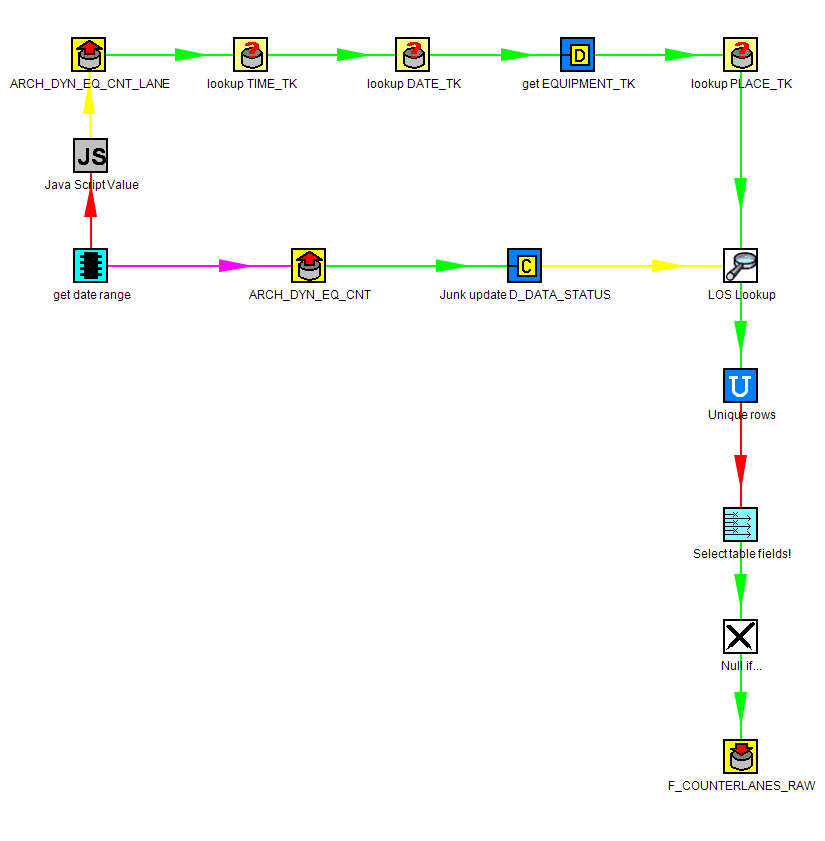 D
ARCH_DYN_EQ_CNT_LANE
lookup TIME_TK
lookup DATE_TK
get EQUIPMENT_TK
lookup PLACE_TK
JS
Java Script Value
C
get date range
ARCH_DYN_EQ_CNT
Junk update D_DATA_STATUS
LOS Lookup
U
Unique rows
Select table fields!
Null if...
F_COUNTERLANES_RAW